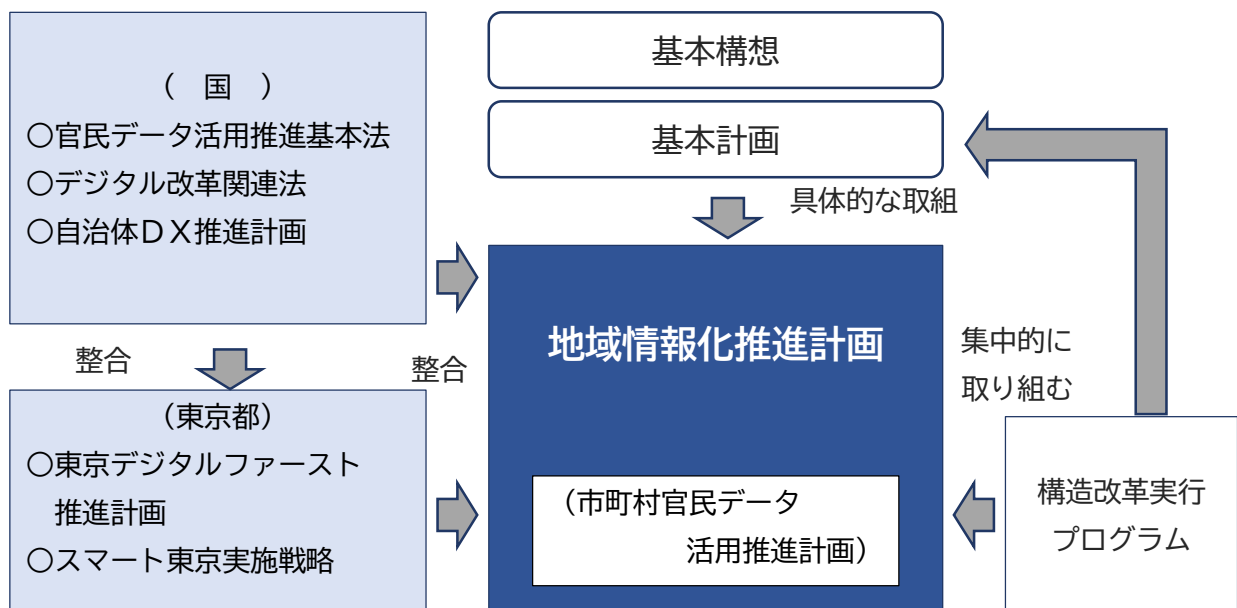 (　国　)
○官民データ活用推進基本法
○デジタル改革関連法
○自治体ＤＸ推進計画
整合
(東京都)
○東京デジタルファースト
推進計画
○スマート東京実施戦略
整合
基本構想
基本計画
具体的な取組
地域情報化推進計画
(市町村官民データ
活用推進計画)
集中的に
取り組む
構造改革実行
プログラム